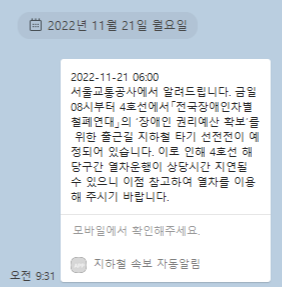 2022년 11월 21일 월요일
2022-11-21 06:00
서울교통공사에서 알려드립니다. 금일
08시부터 4호선에서「전국장애인차별
철폐연대」의 '장애인 권리예산 확보'를
위한 출근길 지하철 타기 선전전이 예
정되어 있습니다. 이로 인해 4호선 해
당구간 열차운행이 상당시간 지연될
수 있으니 이점 참고하여 열차를 이용
해 주시기 바랍니다.
모바일에서 확인해주세요.
지하철 속보 자동알림
오전 9:31